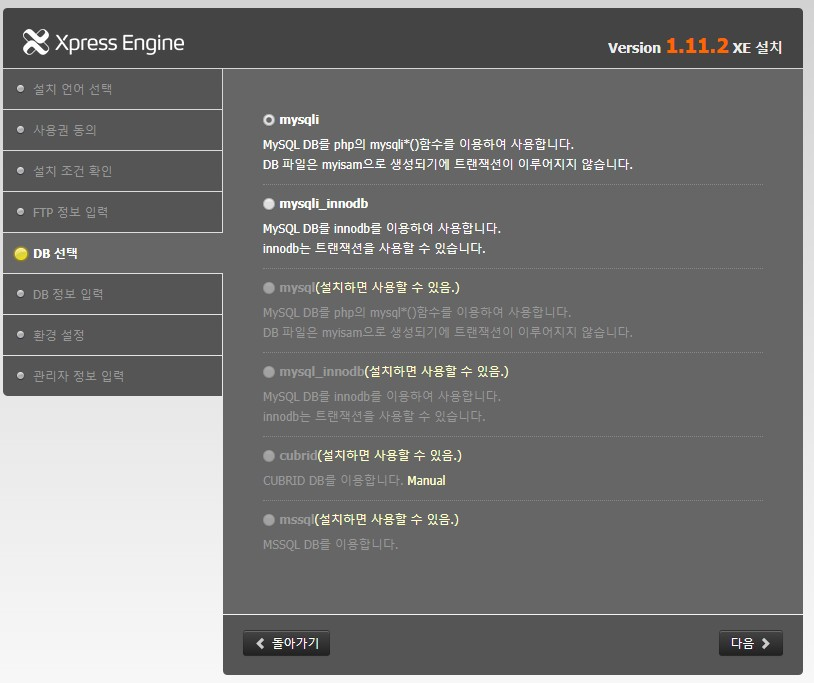 Xpress Engine
Version 1.11.2 XE 설치
설치 언어 선택
사용권 동의
설치 조건 확인
FTP 정보 입력
DB 선택
DB 정보 입력
환경 설정
관리자 정보 입력
mysqli
MySQL DB를 php의 mysqli*()함수를 이용하여 사용합니다.
DB 파일은 myisam으로 생성되기에 트랜잭션이 이루어지지 않습니다.
mysqli_innodb
MySQL DB를 innodb를 이용하여 사용합니다.
innodb는 트랜잭션을 사용할 수 있습니다.
mysql(설치하면 사용할 수 있음.)
MySQL DB를 php의 mysql*()함수를 이용하여 사용합니다.
DB 파일은 myisam으로 생성되기에 트랜잭션이 이루어지지 않습니다.
mysql_innodb(설치하면 사용할 수 있음.)
MySQL DB를 innodb를 이용하여 사용합니다.
innodb는 트랜잭션을 사용할 수 있습니다.
cubrid(설치하면 사용할 수 있음.)
CUBRID DB를 이용합니다. Manual
mssql(설치하면 사용할 수 있음.)
MSSQL DB를 이용합니다.
돌아가기
다음